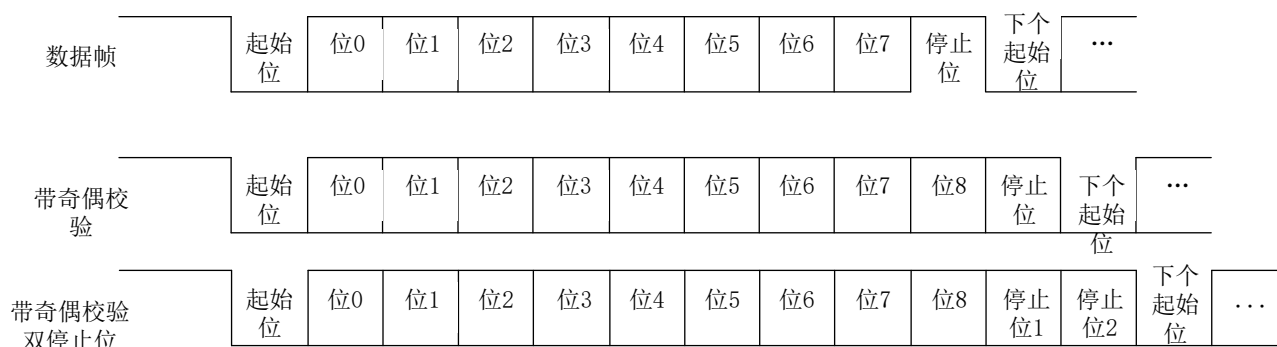 数据帧
起始位 位0 位1 位2 位3 位4 位5 位6 位7 停止位 下个起始位 …
带奇偶校验
起始位 位0 位1 位2 位3 位4 位5 位6 位7 位8 停止位 下个起始位 …
带奇偶校验双停止位
起始位 位0 位1 位2 位3 位4 位5 位6 位7 位8 停止位1 停止位2 下个起始位 ...